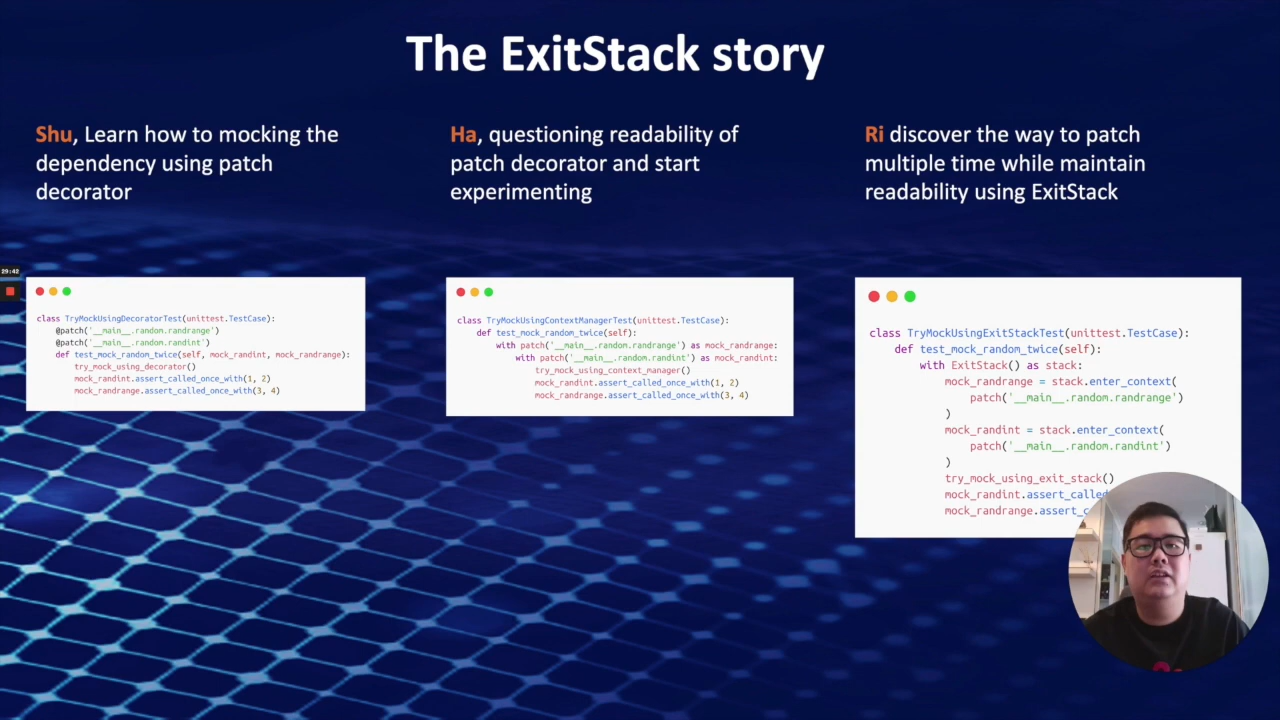 The ExitStack story
Shu, Learn how to mocking the
dependency using patch
decorator
Ha, questioning readability of
patch decorator and start
experimenting
Ri discover the way to patch
multiple time while maintain
readability using ExitStack
29:42
class TryMockUsingDecoratorTest(unittest.TestCase):
@patch('__main__.random.randrange')
@patch('__main__.random.randint')
def test_mock_random_twice(self, mock_randint, mock_randrange):
try_mock_using_decorator()
mock_randint.assert_called_once_with(1, 2)
mock_randrange.assert_called_once_with(3, 4)
class TryMockUsingContextManagerTest(unittest.TestCase):
def test_mock_random_twice(self):
with patch('__main__.random.randrange') as mock_randrange:
with patch('__main__.random.randint') as mock_randint:
try_mock_using_context_manager()
mock_randint.assert_called_once_with(1, 2)
mock_randrange.assert_called_once_with(3, 4)
class TryMockUsingExitStackTest(unittest.TestCase):
def test_mock_random_twice(self):
with ExitStack() as stack:
mock_randrange = stack.enter_context(
patch('__main__.random.randrange')
)
mock_randint = stack.enter_context(
patch('__main__.random.randint')
)
try_mock_using_exit_stack()
mock_randint.assert_called
mock_randrange.assert_c